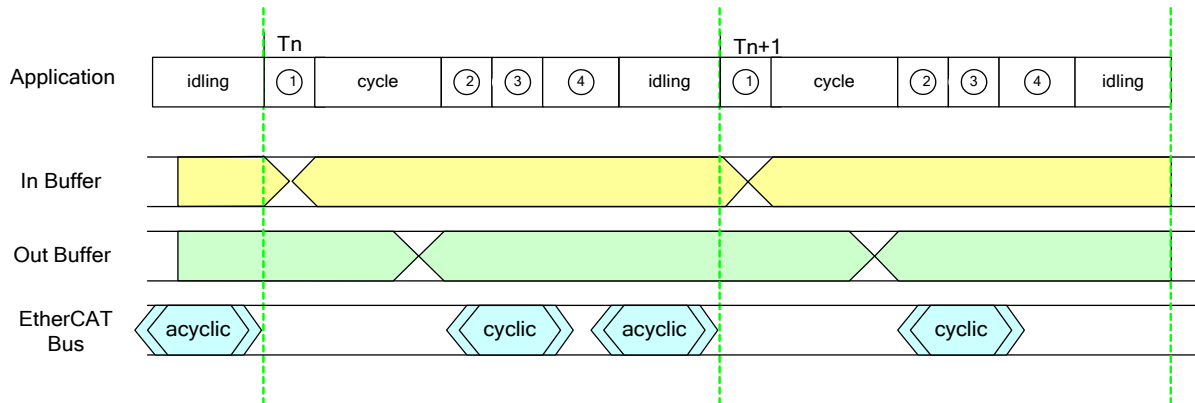 Tn
Tn+1
Application
idling
1
cycle
2
3
4
idling
1
cycle
2
3
4
idling
In Buffer
Out Buffer
EtherCAT
Bus
acyclic
cyclic
acyclic
cyclic